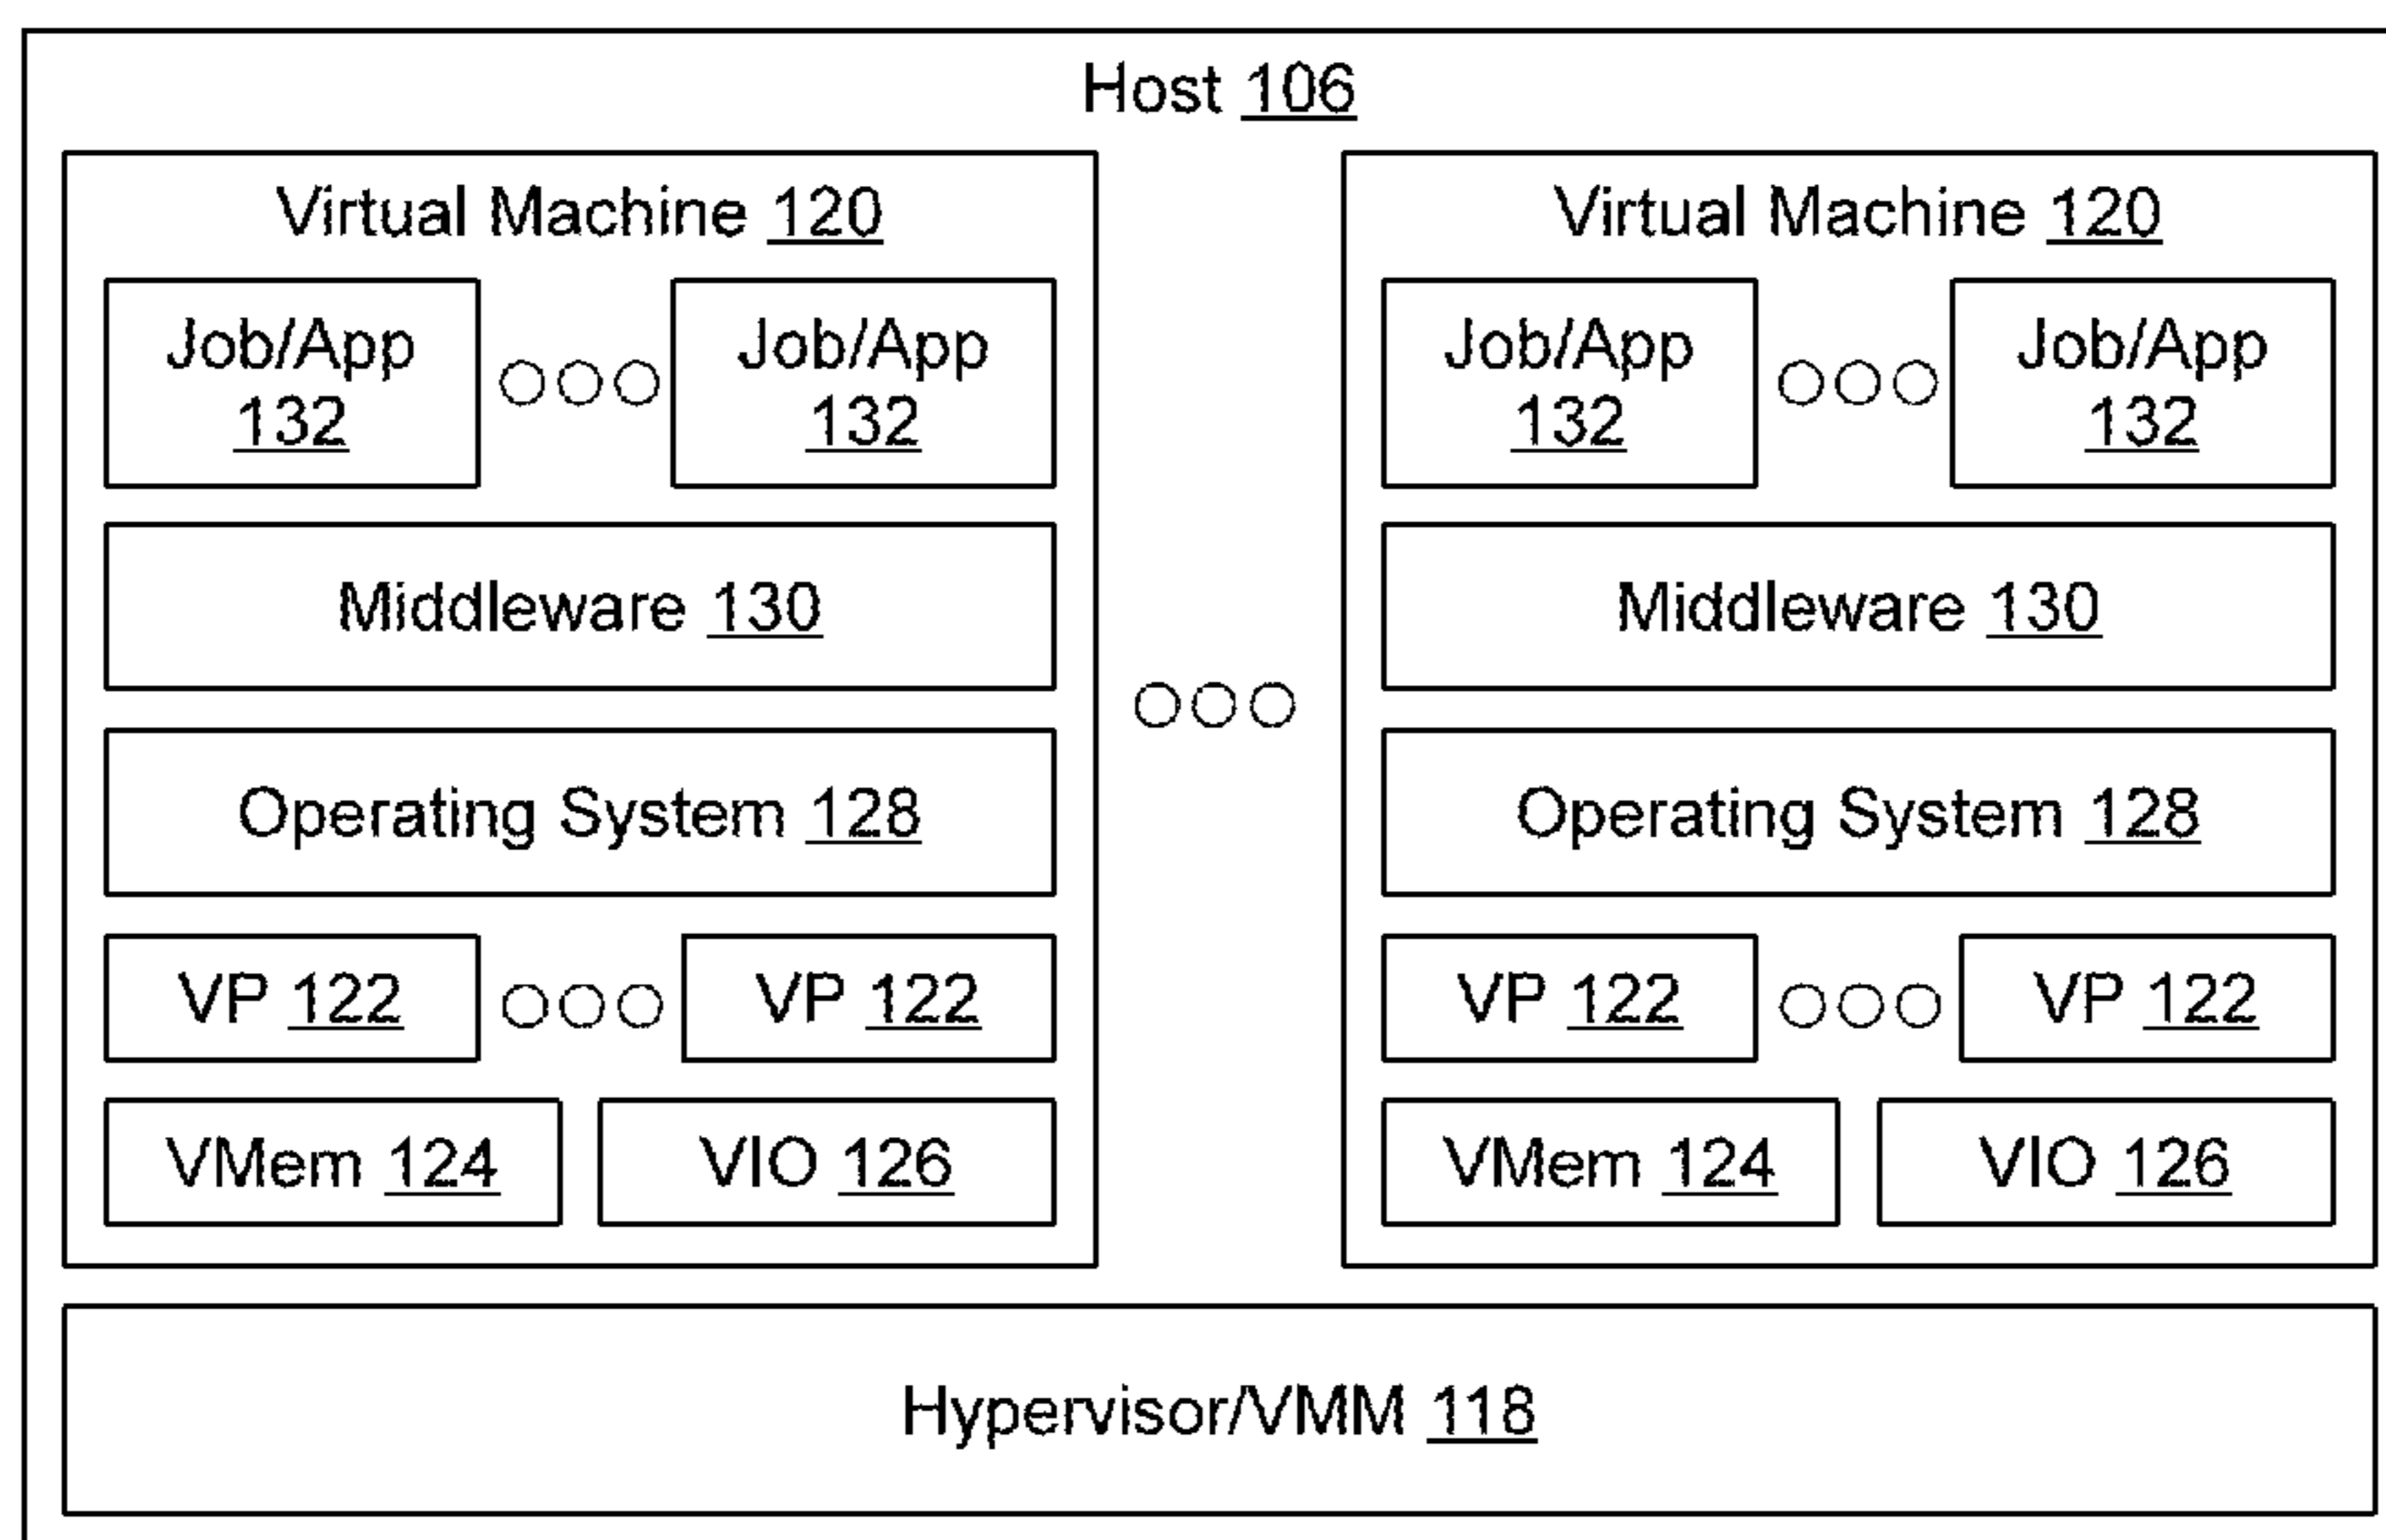 Host 106
Virtual Machine 120
Job/App
132
Job/App
132
Middleware 130
Operating System 128
VP 122
VP 122
VMem 124
VIO 126
Virtual Machine 120
Job/App
132
Job/App
132
Middleware 130
Operating System 128
VP 122
VP 122
VMem 124
VIO 126
Hypervisor/VMM 118